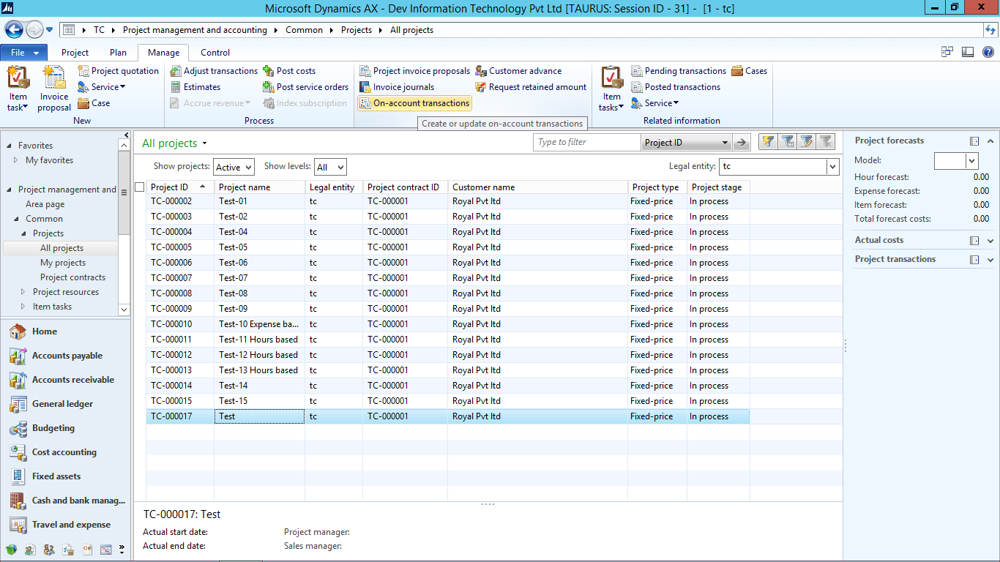 Microsoft Dynamics AX - Dev Information Technology Pvt Ltd [TAURUS: Session ID - 31] - [1 - tc]
TC Project management and accounting Common Projects All projects
File Project Plan Manage Control
Item task
Invoice proposal
Project quotation
Service
Case
New
Adjust transactions
Estimates
Accrue revenue
Post costs
Post service orders
Index subscription
Process
Project invoice proposals
Invoice journals
On-account transactions
Customer advance
Request retained amount
Create or update on-account transactions
Item tasks
Pending transactions
Posted transactions
Service
Cases
Related information
Favorites
My favorites
Project management and
Area page
Common
Projects
All projects
My projects
Project contracts
Project resources
Item tasks
Home
Accounts payable
Accounts receivable
General ledger
Budgeting
Cost accounting
Fixed assets
Cash and bank manag...
Travel and expense
All projects
Type to filter Project ID
Show projects: Active Show levels: All Legal entity: tc
Project ID Project name Legal entity Project contract ID Customer name Project type Project stage
TC-000002 Test-01 tc TC-000001 Royal Pvt ltd Fixed-price In process
TC-000003 Test-02 tc TC-000001 Royal Pvt ltd Fixed-price In process
TC-000004 Test-04 tc TC-000001 Royal Pvt ltd Fixed-price In process
TC-000005 Test-05 tc TC-000001 Royal Pvt ltd Fixed-price In process
TC-000006 Test-06 tc TC-000001 Royal Pvt ltd Fixed-price In process
TC-000007 Test-07 tc TC-000001 Royal Pvt ltd Fixed-price In process
TC-000008 Test-08 tc TC-000001 Royal Pvt ltd Fixed-price In process
TC-000009 Test-09 tc TC-000001 Royal Pvt ltd Fixed-price In process
TC-000010 Test-10 Expense ba... tc TC-000001 Royal Pvt ltd Fixed-price In process
TC-000011 Test-11 Hours based tc TC-000001 Royal Pvt ltd Fixed-price In process
TC-000012 Test-12 Hours based tc TC-000001 Royal Pvt ltd Fixed-price In process
TC-000013 Test-13 Hours based tc TC-000001 Royal Pvt ltd Fixed-price In process
TC-000014 Test-14 tc TC-000001 Royal Pvt ltd Fixed-price In process
TC-000015 Test-15 tc TC-000001 Royal Pvt ltd Fixed-price In process
TC-000017 Test tc TC-000001 Royal Pvt ltd Fixed-price In process
TC-000017: Test
Actual start date: Project manager:
Actual end date: Sales manager:
Project forecasts
Model:
Hour forecast: 0.00
Expense forecast: 0.00
Item forecast: 0.00
Total forecast costs: 0.00
Actual costs
Project transactions